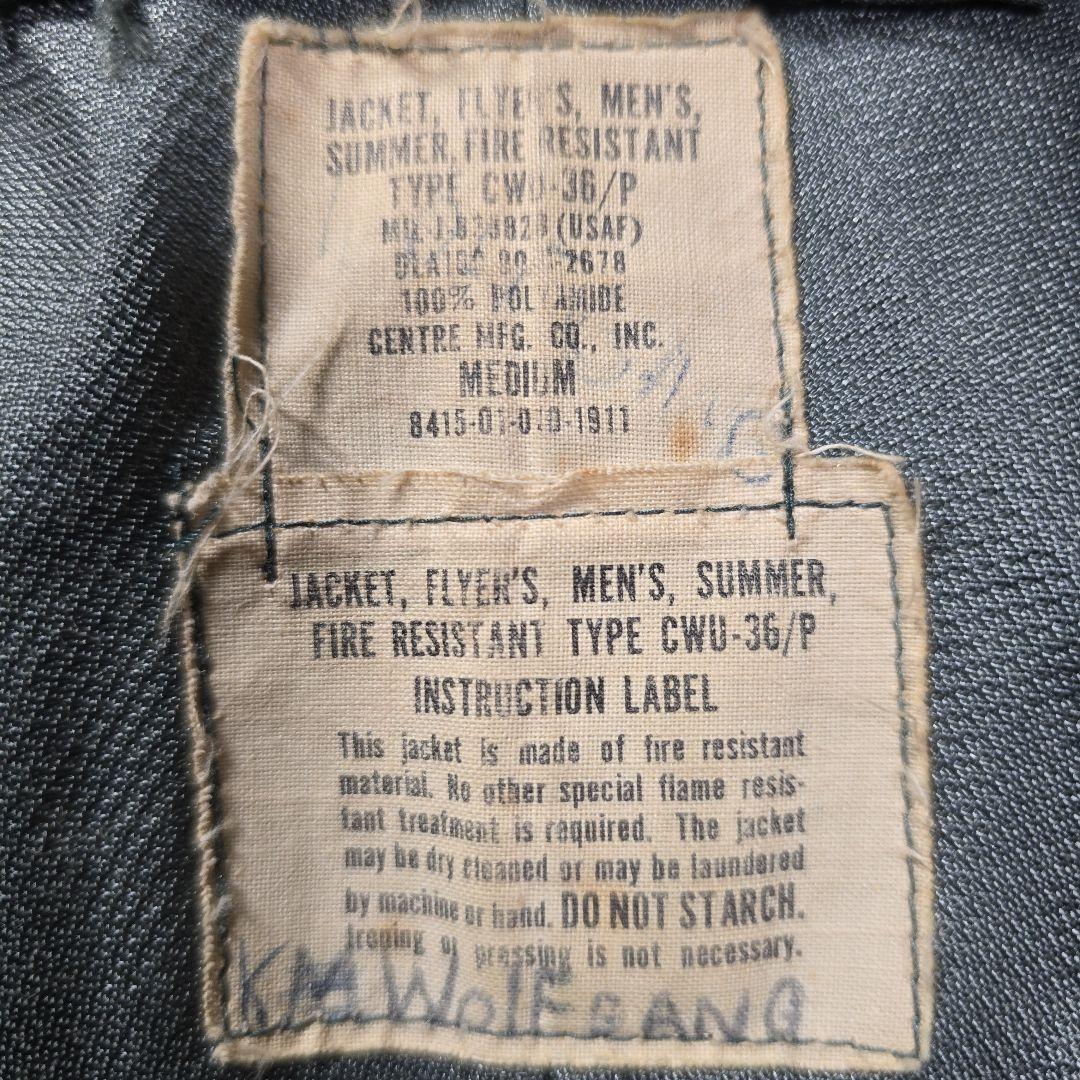 JACKET, FLYER'S, MEN'S,
SUMMER, FIRE RESISTANT
TYPE CWU-36/P
(USAF)
100% POLYAMIDE
CENTRE MFG. CO., INC.
MEDIUM
JACKET, FLYER'S, MEN'S, SUMMER,
FIRE RESISTANT TYPE CWU-36/P
INSTRUCTION LABEL
This jacket is made of fire resistant
material. No other special flame resis-
tant treatment is required. The jacket
may be dry cleaned or may be laundered
by machine or hand. DO NOT STARCH.
Ironing or pressing is not necessary.
KM WOLFGANG